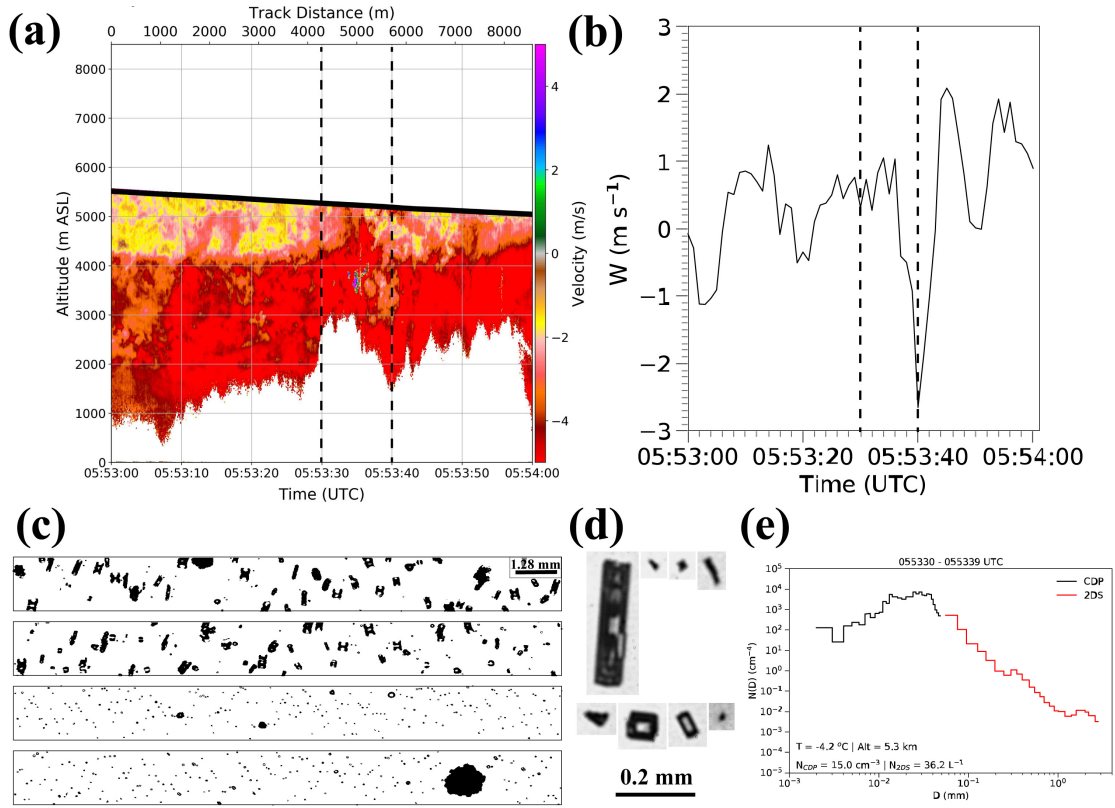 (a)
Track Distance (m)
0 1000 2000 3000 4000 5000 6000 7000 8000
8000
7000
6000
5000
4000
3000
2000
1000
0
Altitude (m ASL)
05:53:00 05:53:10 05:53:20 05:53:30 05:53:40 05:53:50 05:54:00
Time (UTC)
4
2
0
−2
−4
Velocity (m/s)
(b)
3
2
1
0
−1
−2
−3
W (m s⁻¹)
05:53:00 05:53:20 05:53:40 05:54:00
Time (UTC)
(c)
1.28 mm
(d)
0.2 mm
(e)
055330 - 055339 UTC
CDP
2DS
10⁵
10⁴
10³
10²
10¹
10⁰
10⁻¹
10⁻²
10⁻³
10⁻⁴
10⁻⁵
N(D) (cm⁻⁴)
T = -4.2 °C | Alt = 5.3 km
N_CDP = 15.0 cm⁻³ | N_2DS = 36.2 L⁻¹
10⁻³ 10⁻² 10⁻¹ 10⁰
D (mm)